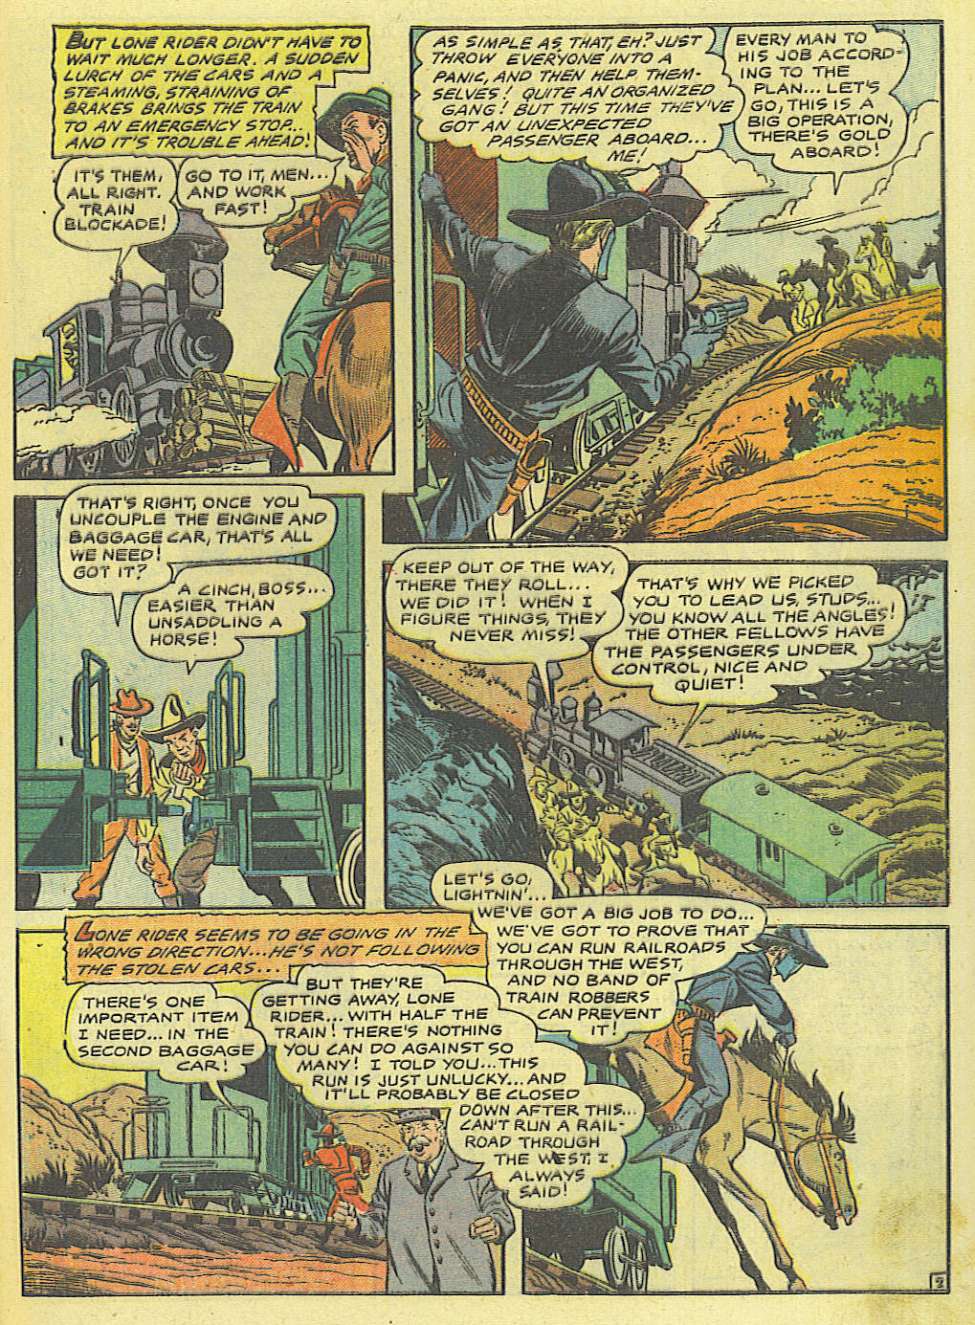 BUT LONE RIDER DIDN'T HAVE TO
WAIT MUCH LONGER. A SUDDEN
LURCH OF THE CARS AND A
STEAMING, STRAINING OF
BRAKES BRINGS THE TRAIN
TO AN EMERGENCY STOP...
AND IT'S TROUBLE AHEAD!
IT'S THEM,
ALL RIGHT.
TRAIN
BLOCKADE!
GO TO IT, MEN...
AND WORK
FAST!
AS SIMPLE AS THAT, EH? JUST
THROW EVERYONE INTO A
PANIC, AND THEN HELP THEM-
SELVES! QUITE AN ORGANIZED
GANG! BUT THIS TIME THEY'VE
GOT AN UNEXPECTED
PASSENGER ABOARD...
ME!
EVERY MAN TO
HIS JOB ACCORD-
ING TO THE
PLAN... LET'S
GO, THIS IS A
BIG OPERATION,
THERE'S GOLD
ABOARD!
THAT'S RIGHT, ONCE YOU
UNCOUPLE THE ENGINE AND
BAGGAGE CAR, THAT'S ALL
WE NEED!
GOT IT?
A CINCH, BOSS...
EASIER THAN
UNSADDLING A
HORSE!
KEEP OUT OF THE WAY,
THERE THEY ROLL...
WE DID IT! WHEN I
FIGURE THINGS, THEY
NEVER MISS!
THAT'S WHY WE PICKED
YOU TO LEAD US, STUDS...
YOU KNOW ALL THE ANGLES!
THE OTHER FELLOWS HAVE
THE PASSENGERS UNDER
CONTROL, NICE AND
QUIET!
LONE RIDER SEEMS TO BE GOING IN THE
WRONG DIRECTION... HE'S NOT FOLLOWING
THE STOLEN CARS...
THERE'S ONE
IMPORTANT ITEM
I NEED... IN THE
SECOND BAGGAGE
CAR!
BUT THEY'RE
GETTING AWAY, LONE
RIDER... WITH HALF THE
TRAIN! THERE'S NOTHING
YOU CAN DO AGAINST SO
MANY! I TOLD YOU... THIS
RUN IS JUST UNLUCKY... AND
IT'LL PROBABLY BE CLOSED
DOWN AFTER THIS...
CAN'T RUN A RAIL-
ROAD THROUGH
THE WEST, I
ALWAYS
SAID!
LET'S GO,
LIGHTNIN'...
WE'VE GOT A BIG JOB TO DO...
WE'VE GOT TO PROVE THAT
YOU CAN RUN RAILROADS
THROUGH THE WEST,
AND NO BAND OF
TRAIN ROBBERS
CAN PREVENT
IT!
2